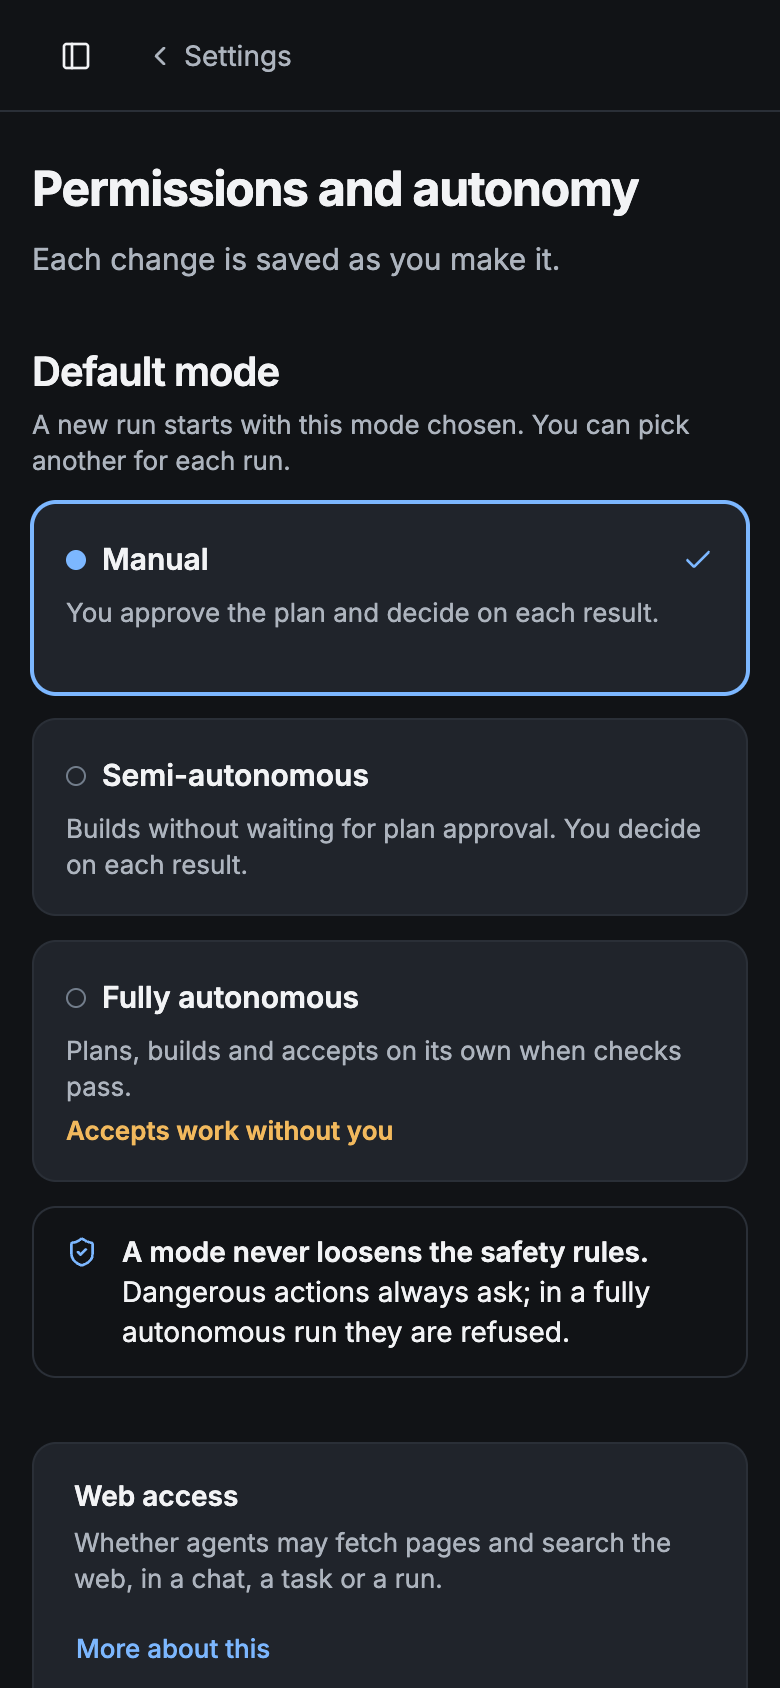 Settings
Permissions and autonomy
Each change is saved as you make it.
Default mode
A new run starts with this mode chosen. You can pick
another for each run.
Manual
You approve the plan and decide on each result.
Semi-autonomous
Builds without waiting for plan approval. You decide
on each result.
Fully autonomous
Plans, builds and accepts on its own when checks
pass.
Accepts work without you
A mode never loosens the safety rules.
Dangerous actions always ask; in a fully
autonomous run they are refused.
Web access
Whether agents may fetch pages and search the
web, in a chat, a task or a run.
More about this